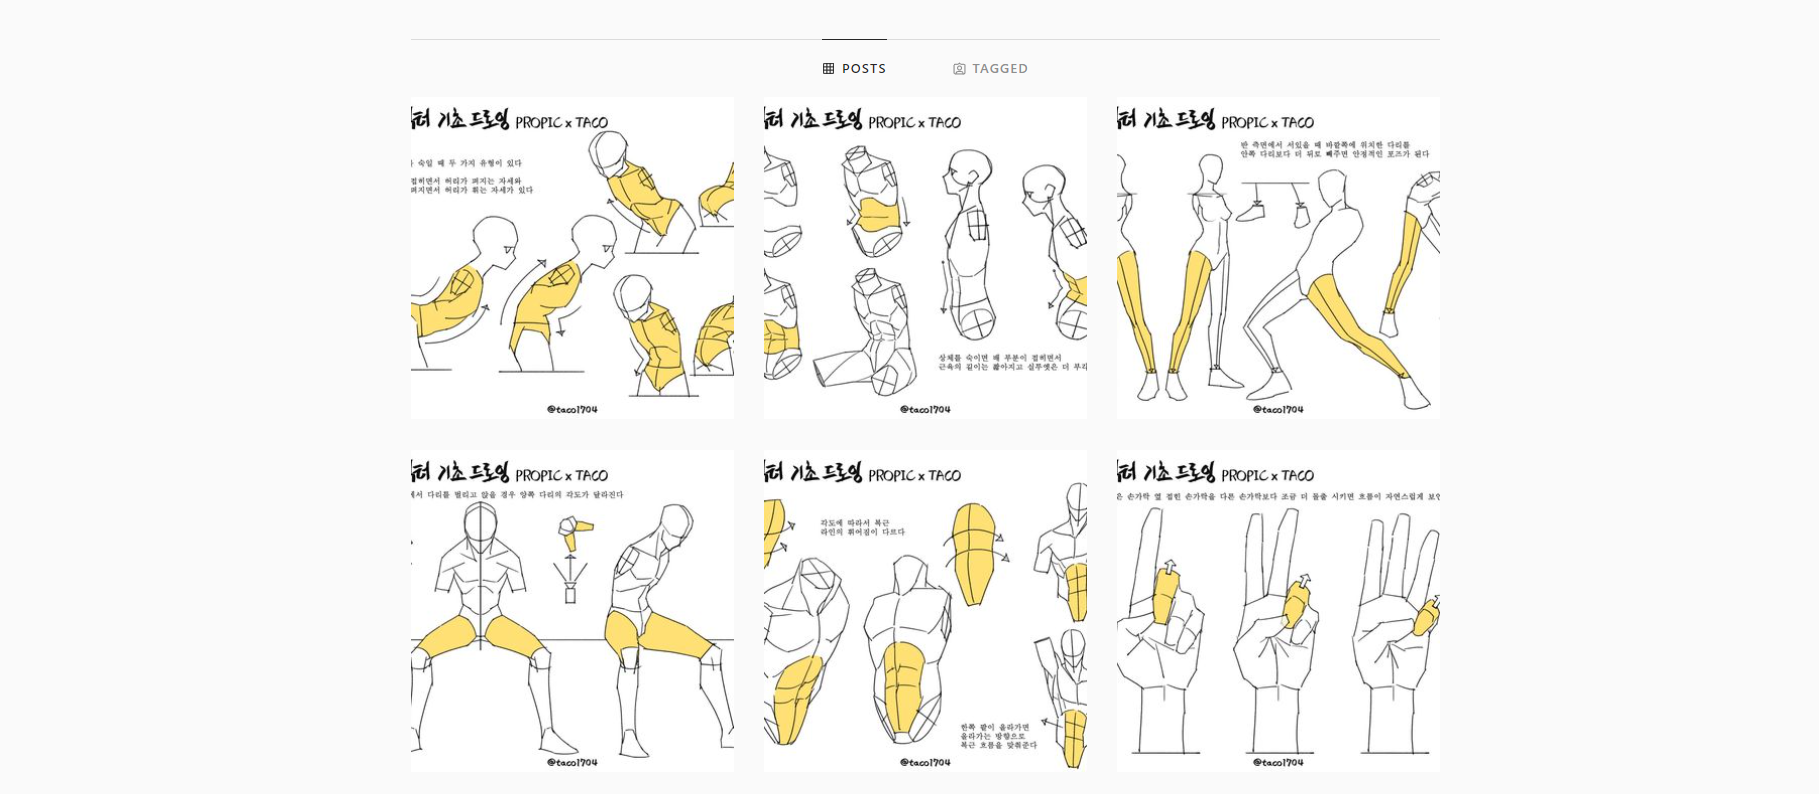 POSTS
TAGGED
터 기초 드로잉 PROPIC x TACO
숙일 때 두 가지 유형이 있다
접히면서 허리가 펴지는 자세와
펴지면서 허리가 휘는 자세가 있다
@taco1704
터 기초 드로잉 PROPIC x TACO
상체를 숙이면 배 부분이 접히면서
근육의 길이는 짧아지고 실루엣은 더 부각
@taco1704
터 기초 드로잉 PROPIC x TACO
반 측면에서 서있을 때 바깥쪽에 위치한 다리를
안쪽 다리보다 더 뒤로 빼주면 안정적인 포즈가 된다
@taco1704
터 기초 드로잉 PROPIC x TACO
에서 다리를 벌리고 앉을 경우 양쪽 다리의 각도가 달라진다
@taco1704
터 기초 드로잉 PROPIC x TACO
각도에 따라서 복근
라인의 휘어짐이 다르다
한쪽 팔이 올라가면
올라가는 방향으로
복근 흐름을 맞춰준다
@taco1704
터 기초 드로잉 PROPIC x TACO
은 손가락 옆 접힌 손가락을 다른 손가락보다 조금 더 돌출 시키면 흐름이 자연스럽게 보인
@taco1704